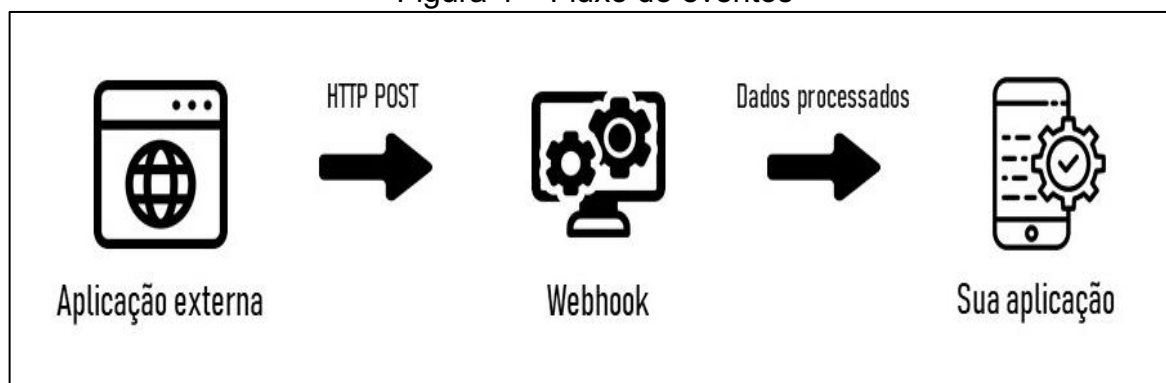 HTTP POST
Dados processados
Aplicação externa
Webhook
Sua aplicação